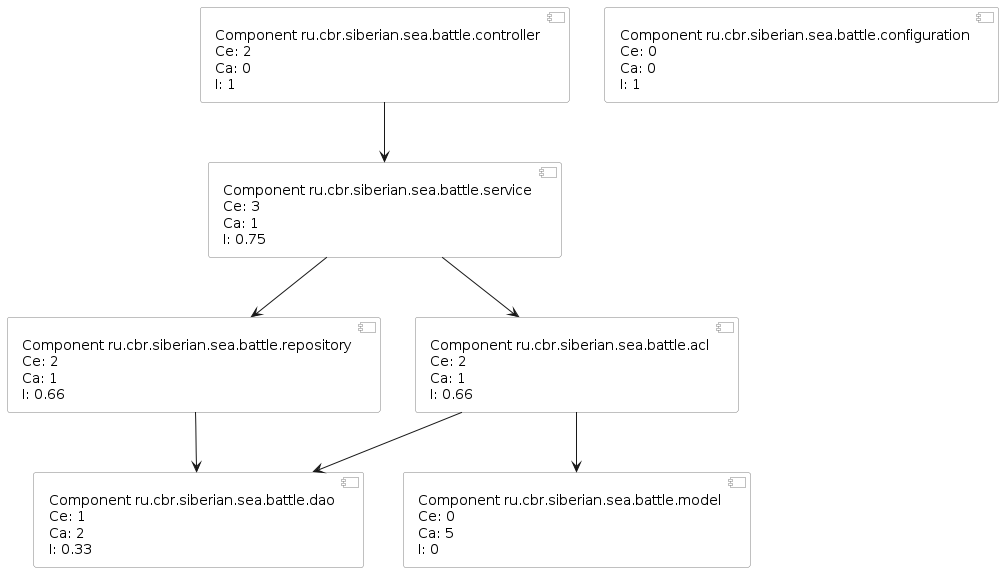 Component ru.cbr.siberian.sea.battle.controller
Ce: 2
Ca: 0
I: 1
Component ru.cbr.siberian.sea.battle.configuration
Ce: 0
Ca: 0
I: 1
Component ru.cbr.siberian.sea.battle.service
Ce: 3
Ca: 1
I: 0.75
Component ru.cbr.siberian.sea.battle.repository
Ce: 2
Ca: 1
I: 0.66
Component ru.cbr.siberian.sea.battle.acl
Ce: 2
Ca: 1
I: 0.66
Component ru.cbr.siberian.sea.battle.dao
Ce: 1
Ca: 2
I: 0.33
Component ru.cbr.siberian.sea.battle.model
Ce: 0
Ca: 5
I: 0